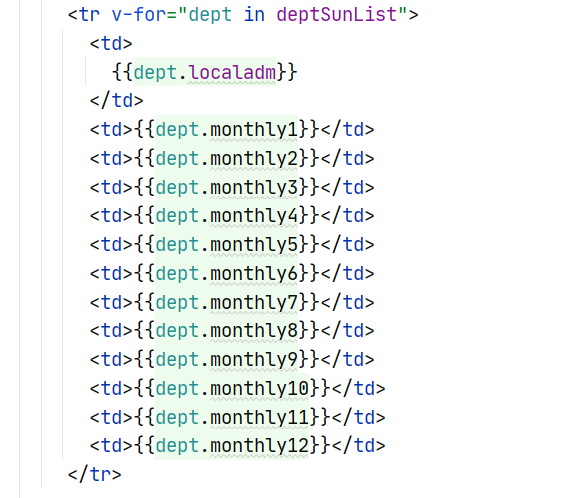 <tr v-for="dept in deptSunList">
<td>
{{dept.localadm}}
</td>
<td>{{dept.monthly1}}</td>
<td>{{dept.monthly2}}</td>
<td>{{dept.monthly3}}</td>
<td>{{dept.monthly4}}</td>
<td>{{dept.monthly5}}</td>
<td>{{dept.monthly6}}</td>
<td>{{dept.monthly7}}</td>
<td>{{dept.monthly8}}</td>
<td>{{dept.monthly9}}</td>
<td>{{dept.monthly10}}</td>
<td>{{dept.monthly11}}</td>
<td>{{dept.monthly12}}</td>
</tr>